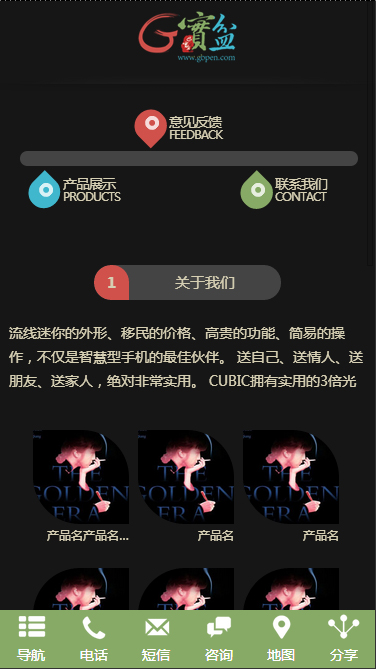 G寶盆
www.gbpen.com
意见反馈
FEEDBACK
产品展示
PRODUCTS
联系我们
CONTACT
1 关于我们
流线迷你的外形、移民的价格、高贵的功能、简易的操
作，不仅是智慧型手机的最佳伙伴。 送自己、送情人、送
朋友、送家人，绝对非常实用。 CUBIC拥有实用的3倍光
THE GOLDEN ERA
THE GOLDEN ERA
THE GOLDEN ERA
产品名产品名... 产品名 产品名
导航 电话 短信 咨询 地图 分享